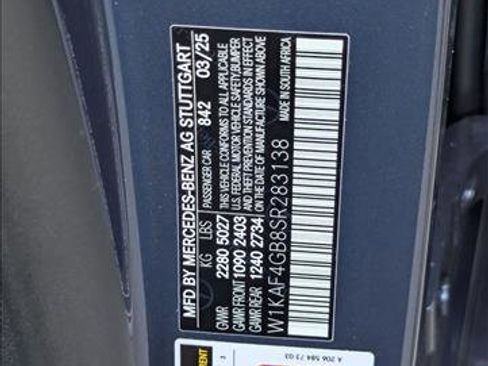 MFD BY MERCEDES-BENZ AG STUTTGART
PASSENGER CAR 842 03/25
KG LBS
GVWR 2280 5027
GAWR FRONT 1090 2403
GAWR REAR 1240 2734
THIS VEHICLE CONFORMS TO ALL APPLICABLE
U.S. FEDERAL MOTOR VEHICLE SAFETY, BUMPER
AND THEFT PREVENTION STANDARDS IN EFFECT
ON THE DATE OF MANUFACTURE SHOWN ABOVE
MADE IN SOUTH AFRICA
W1KAF4GB8SR283138
A 206 584 73 03
3